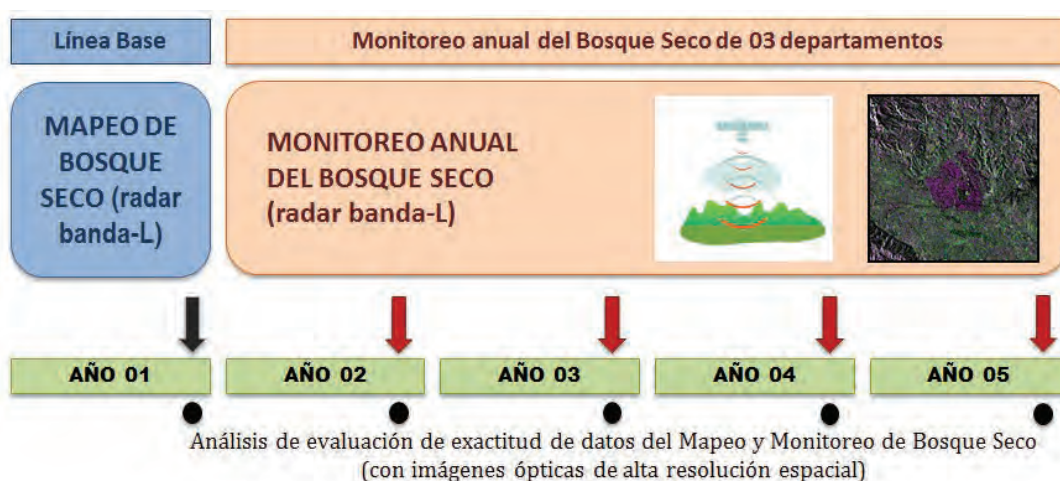 Línea Base
Monitoreo anual del Bosque Seco de 03 departamentos
MAPEO DE
BOSQUE
SECO (radar
banda-L)
MONITOREO ANUAL
DEL BOSQUE SECO
(radar banda-L)
AÑO 01
AÑO 02
AÑO 03
AÑO 04
AÑO 05
Análisis de evaluación de exactitud de datos del Mapeo y Monitoreo de Bosque Seco
(con imágenes ópticas de alta resolución espacial)